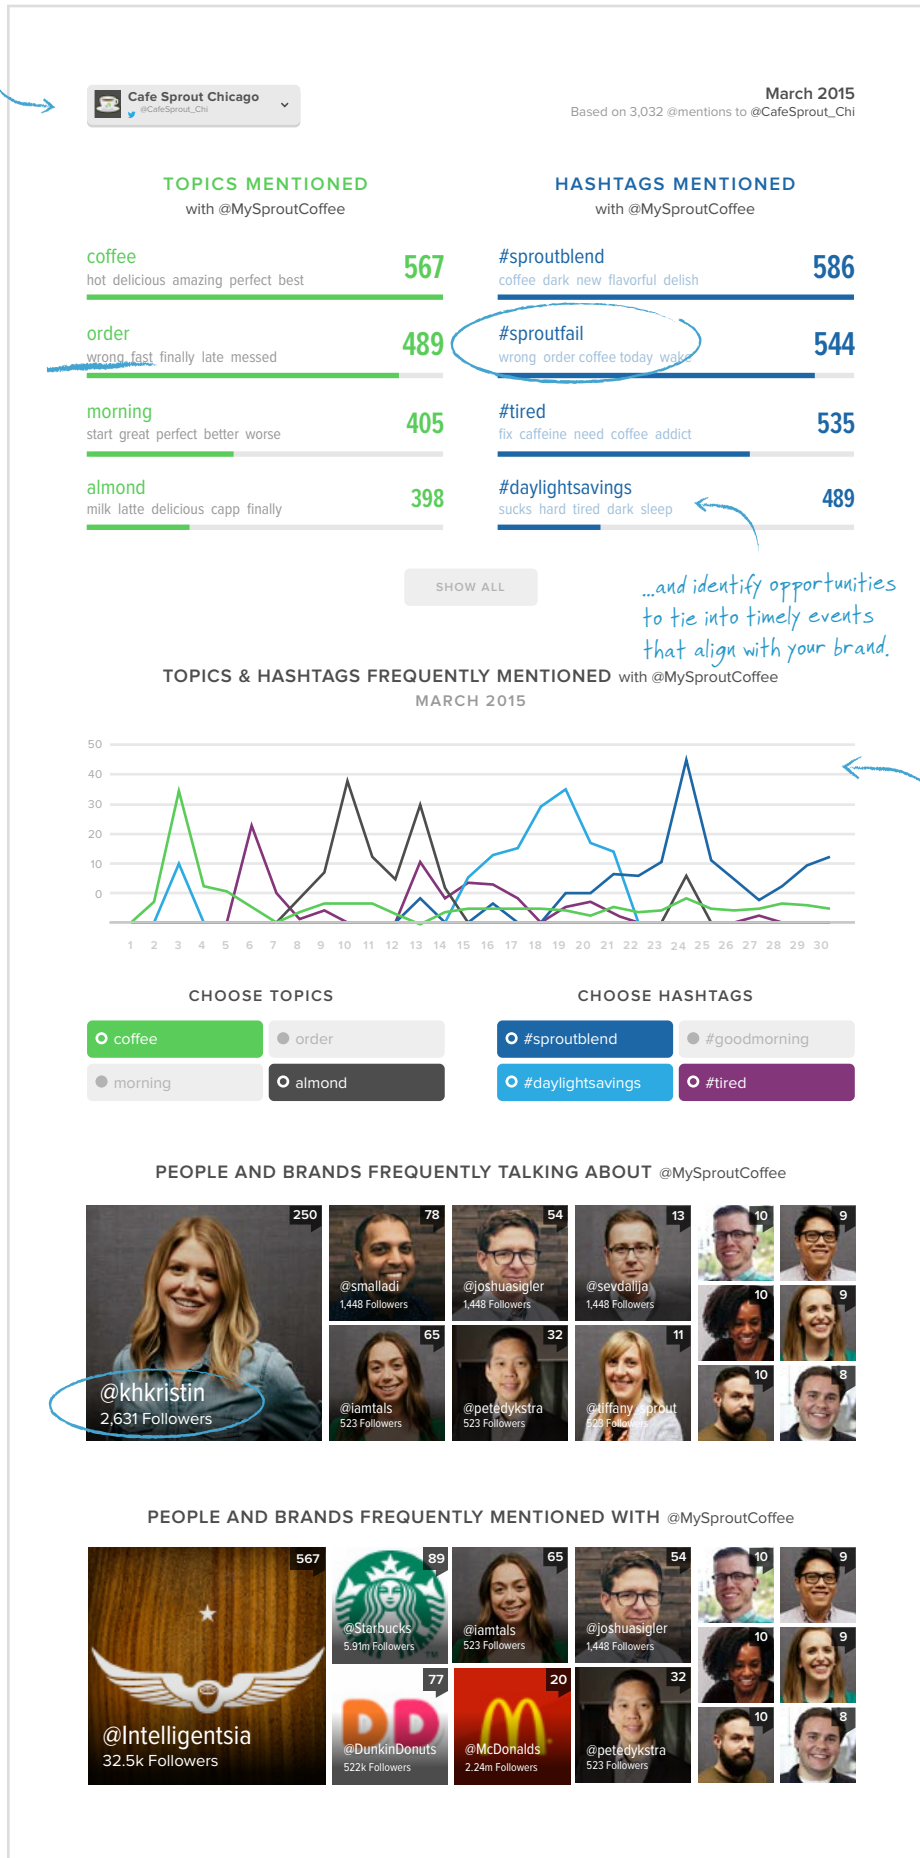 Cafe Sprout Chicago
@CafeSprout_Chi
March 2015
Based on 3,032 @mentions to @CafeSprout_Chi
TOPICS MENTIONED
with @MySproutCoffee
coffee
567
hot delicious amazing perfect best
order
489
wrong fast finally late messed
morning
405
start great perfect better worse
almond
398
milk latte delicious capp finally
HASHTAGS MENTIONED
with @MySproutCoffee
#sproutblend
586
coffee dark new flavorful delish
#sproutfail
544
wrong order coffee today wake
#tired
535
fix caffeine need coffee addict
#daylightsavings
489
sucks hard tired dark sleep
SHOW ALL
...and identify opportunities
to tie into timely events
that align with your brand.
TOPICS & HASHTAGS FREQUENTLY MENTIONED with @MySproutCoffee
MARCH 2015
50
40
30
20
10
0
1 2 3 4 5 6 7 8 9 10 11 12 13 14 15 16 17 18 19 20 21 22 23 24 25 26 27 28 29 30
CHOOSE TOPICS
coffee
order
morning
almond
CHOOSE HASHTAGS
#sproutblend
#goodmorning
#daylightsavings
#tired
PEOPLE AND BRANDS FREQUENTLY TALKING ABOUT @MySproutCoffee
250
@khkristin
2,631 Followers
78
@smalladi
1,448 Followers
54
@joshuasigler
1,448 Followers
13
@sevdalija
1,448 Followers
10
9
65
@iamtals
523 Followers
32
@petedykstra
523 Followers
11
@tiffany_sprout
523 Followers
10
9
10
8
PEOPLE AND BRANDS FREQUENTLY MENTIONED WITH @MySproutCoffee
567
@Intelligentsia
32.5k Followers
89
@Starbucks
5.91m Followers
TM
65
@iamtals
523 Followers
54
@joshuasigler
1,448 Followers
10
9
77
DD
@DunkinDonuts
522k Followers
20
@McDonalds
2.24m Followers
32
@petedykstra
523 Followers
10
9
10
8